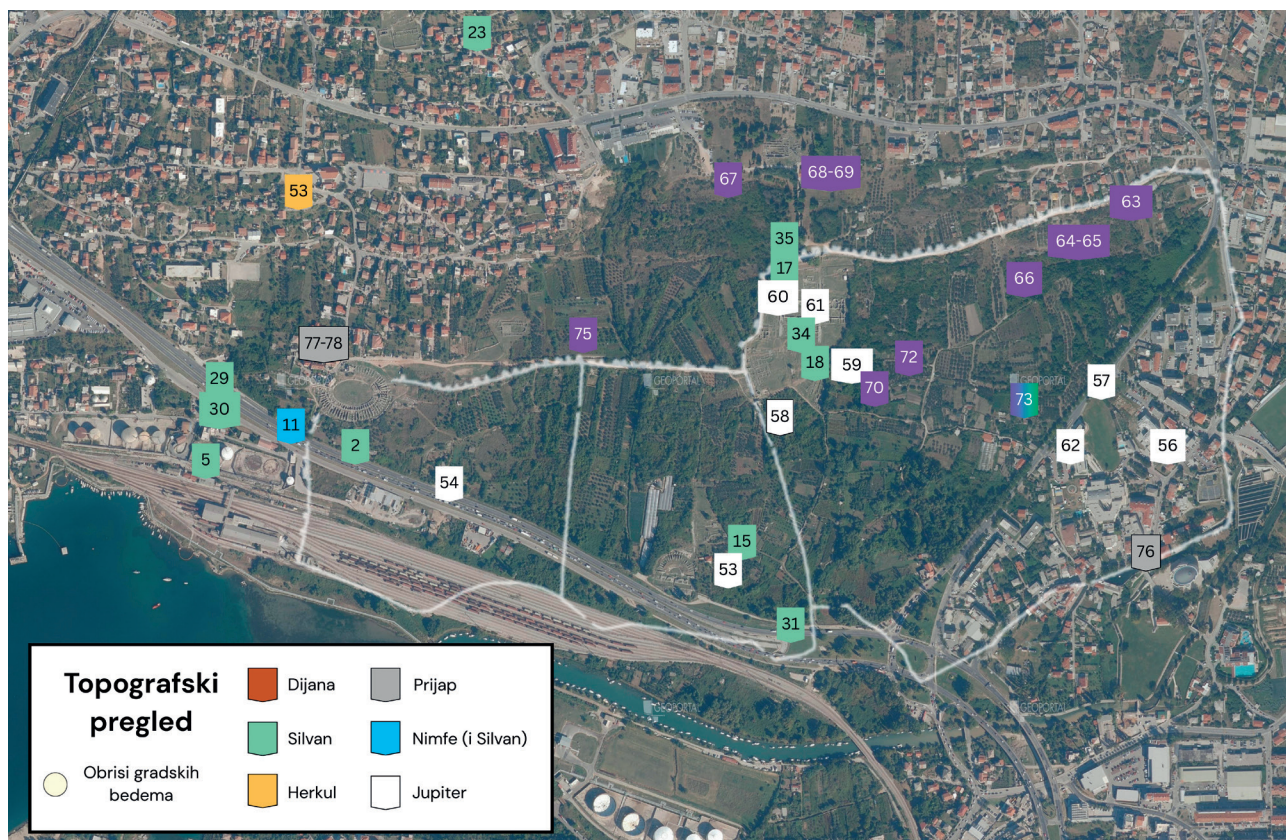 23
53
67
68-69
63
35
64-65
17
66
60
61
34
75
77-78
18
59
72
70
29
57
73
30
58
11
2
62
56
5
54
15
53
76
31
GEOPORTAL
GEOPORTAL
GEOPORTAL
GEOPORTAL
GEOPORTAL
Topografski
pregled
Obrisi gradskih
bedema
Dijana
Silvan
Herkul
Prijap
Nimfe (i Silvan)
Jupiter